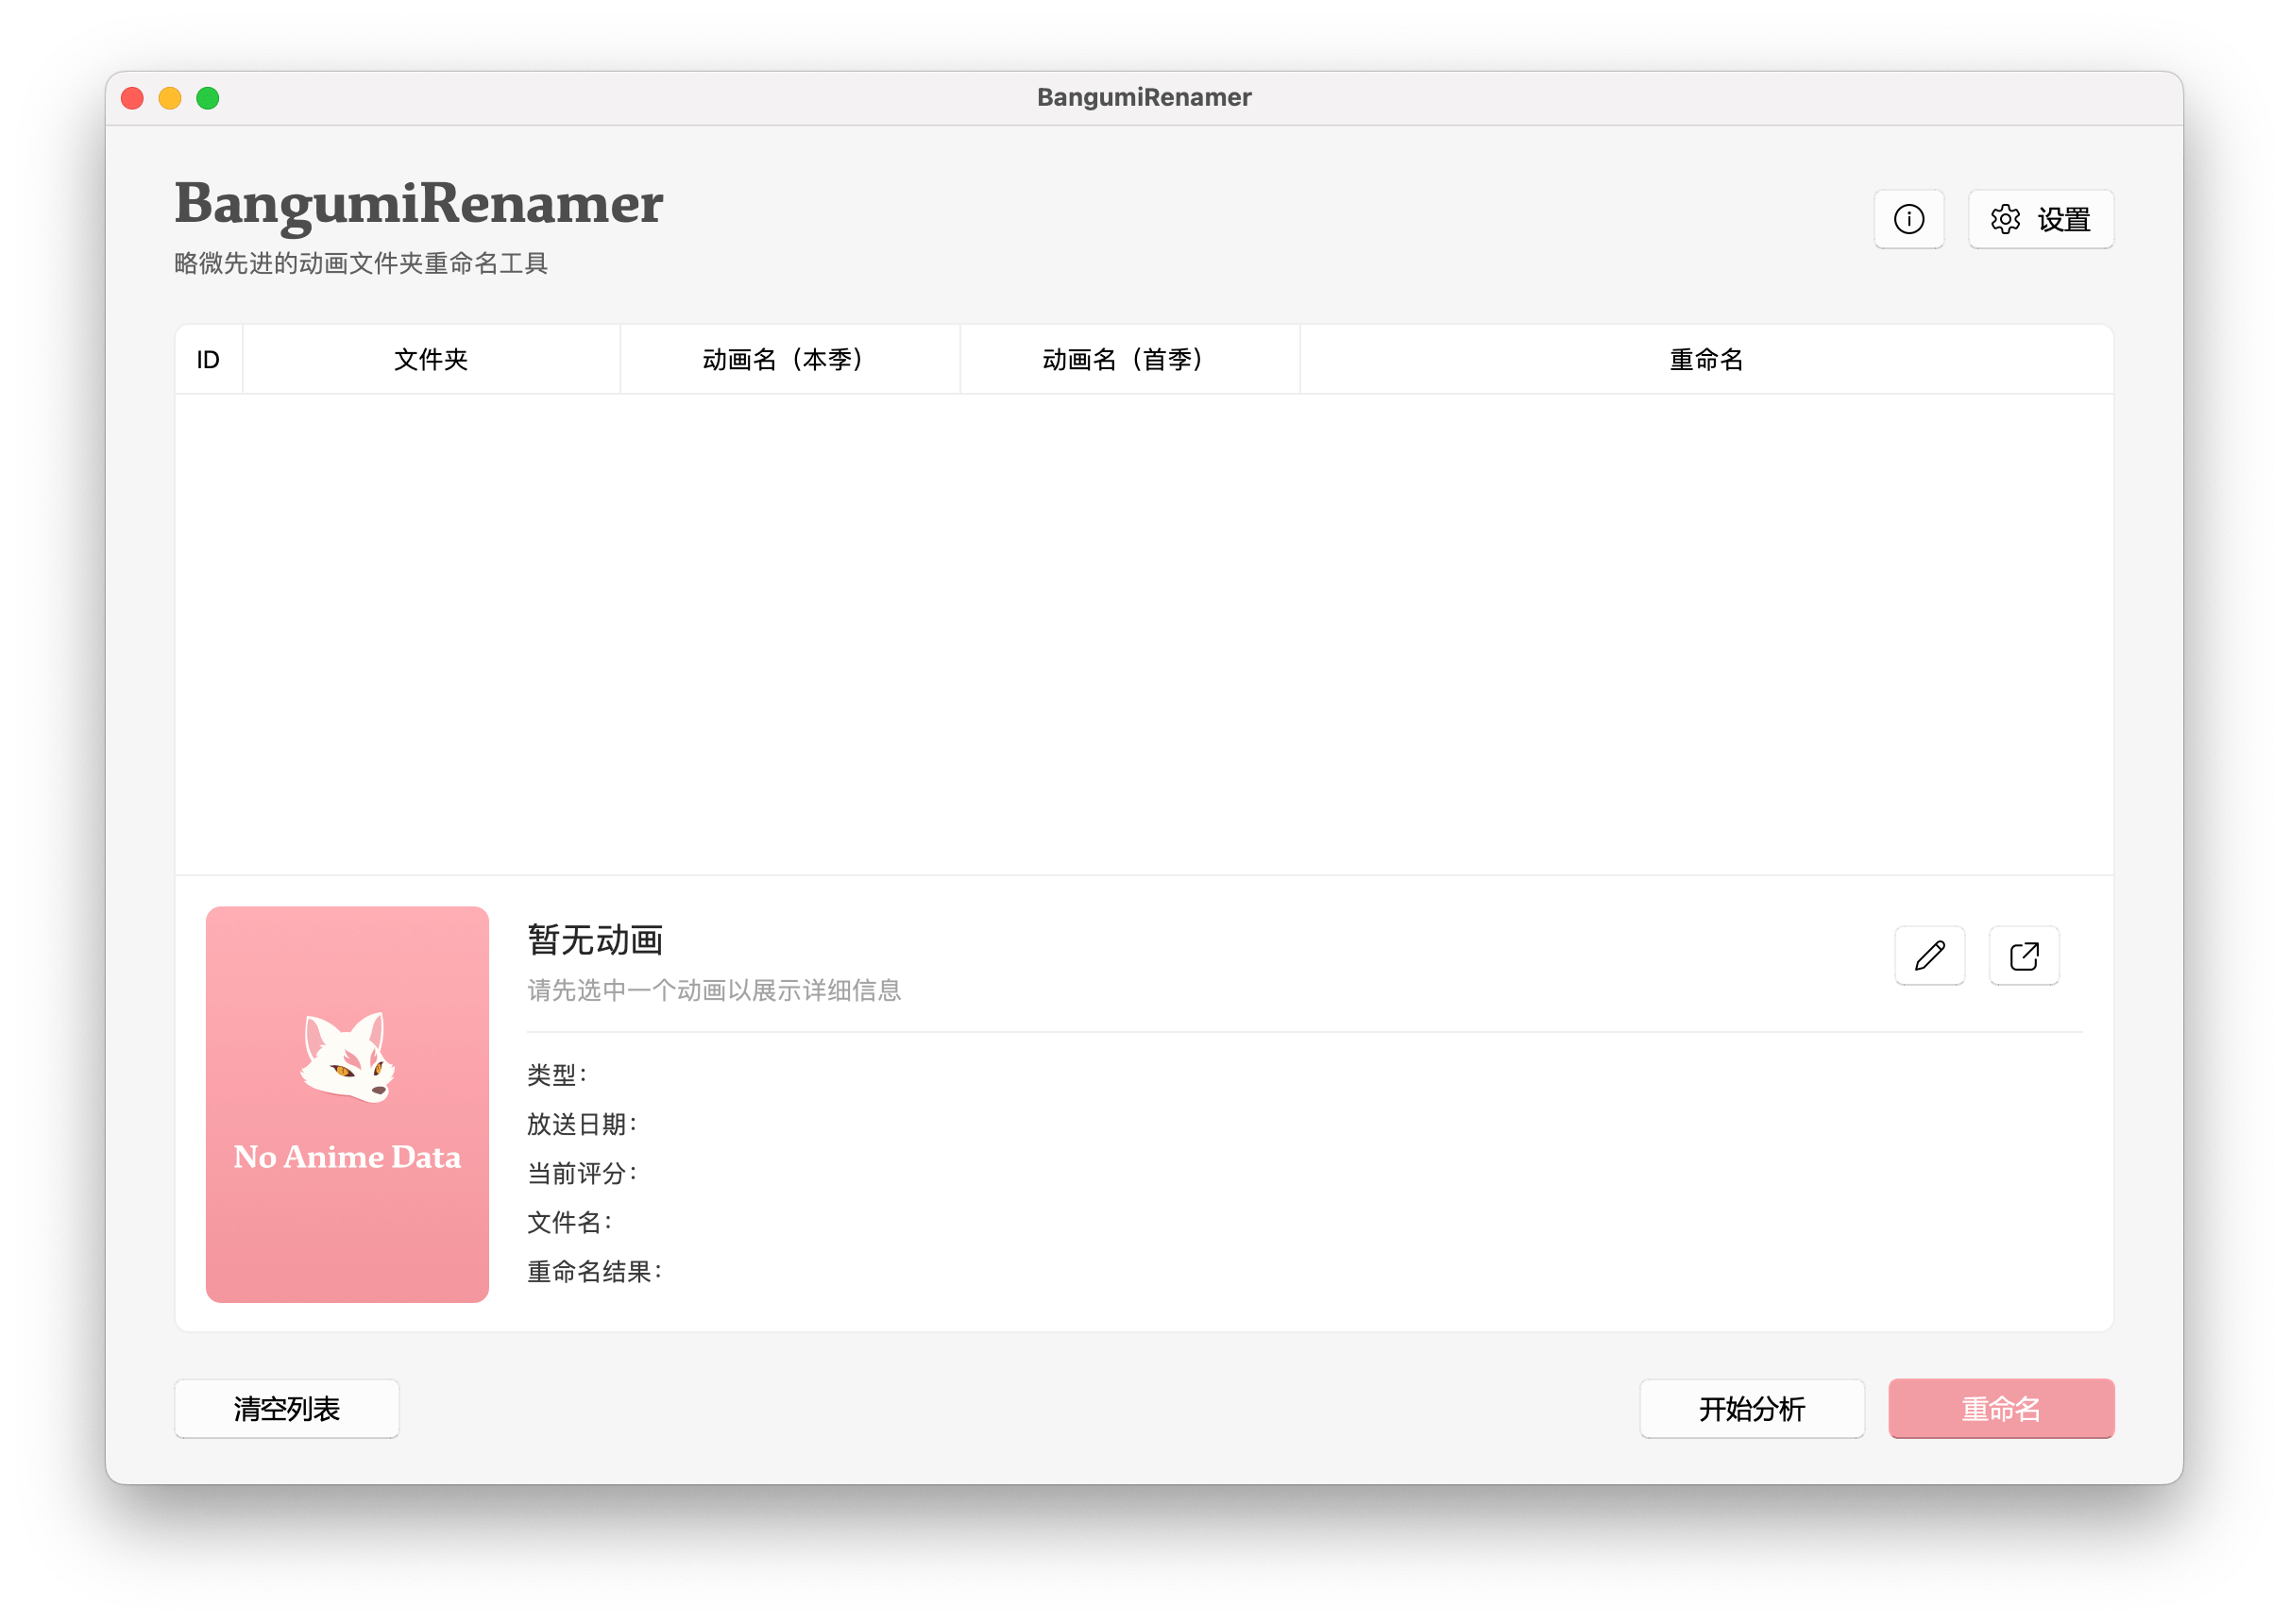 BangumiRenamer
BangumiRenamer
略微先进的动画文件夹重命名工具
设置
ID 文件夹 动画名（本季） 动画名（首季） 重命名
No Anime Data
暂无动画
请先选中一个动画以展示详细信息
类型：
放送日期：
当前评分：
文件名：
重命名结果：
清空列表 开始分析 重命名